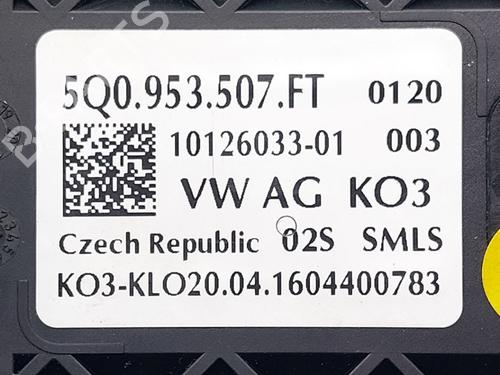 5Q0.953.507.FT 0120
10126033-01 003
VW AG KO3
Czech Republic 02S SMLS
KO3-KLO20.04.1604400783